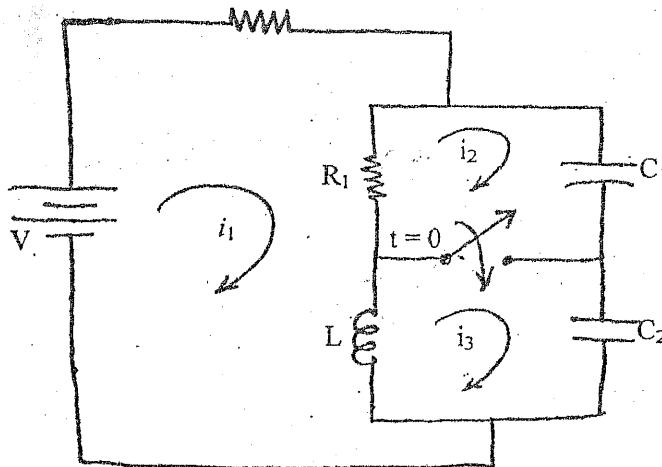 i₂
C
R₁
t = 0
V
i₁
L
i₃
C₂